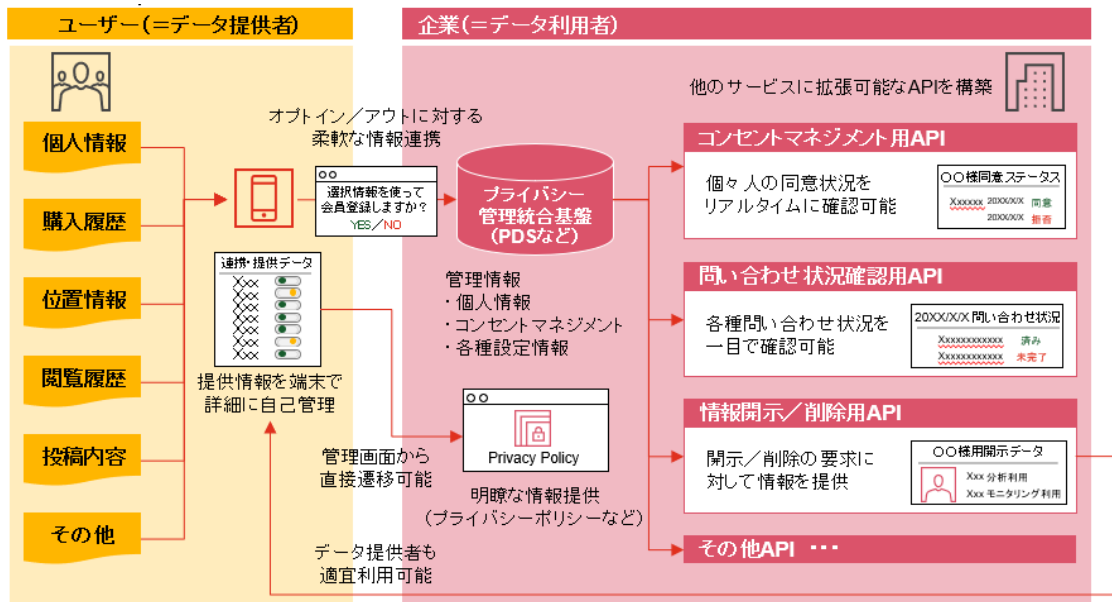 ユーザー(=データ提供者)
個人情報
購入履歴
位置情報
閲覧履歴
投稿内容
その他
オプトイン／アウトに対する
柔軟な情報連携
選択情報を使って
会員登録しますか？
YES／NO
連携・提供データ
Xxx
Xxx
Xxx
Xxx
Xxx
Xxx
Xxx
提供情報を端末で
詳細に自己管理
管理画面から
直接遷移可能
データ提供者も
適宜利用可能
企業(=データ利用者)
他のサービスに拡張可能なAPIを構築
プライバシー
管理統合基盤
(PDSなど)
管理情報
・個人情報
・コンセントマネジメント
・各種設定情報
Privacy Policy
明瞭な情報提供
(プライバシーポリシーなど)
コンセントマネジメント用API
個々人の同意状況を
リアルタイムに確認可能
〇〇様同意ステータス
Xxxxxx 20XX/X/X 同意
20XX/X/X 拒否
問い合わせ状況確認用API
各種問い合わせ状況を
一目で確認可能
20XX/X/X 問い合わせ状況
Xxxxxxxxxxxx 済み
Xxxxxxxxxxxx 未完了
情報開示／削除用API
開示／削除の要求に
対して情報を提供
〇〇様用開示データ
Xxx 分析利用
Xxx モニタリング利用
その他API ・・・